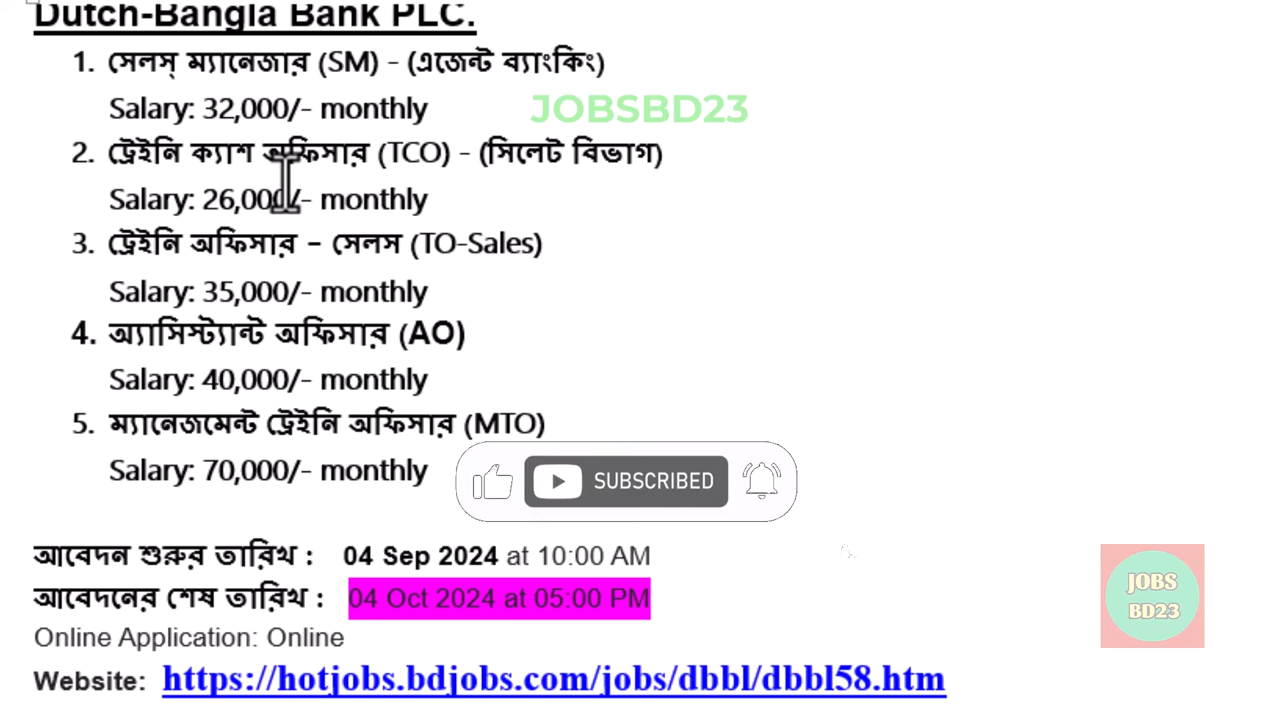 Dutch-Bangla Bank PLC.
1. সেলস্ ম্যানেজার (SM) - (এজেন্ট ব্যাংকিং)
Salary: 32,000/- monthly
JOBSBD23
2. ট্রেইনি ক্যাশ অফিসার (TCO) - (সিলেট বিভাগ)
Salary: 26,000/- monthly
3. ট্রেইনি অফিসার - সেলস (TO-Sales)
Salary: 35,000/- monthly
4. অ্যাসিস্ট্যান্ট অফিসার (AO)
Salary: 40,000/- monthly
5. ম্যানেজমেন্ট ট্রেইনি অফিসার (MTO)
Salary: 70,000/- monthly
SUBSCRIBED
আবেদন শুরুর তারিখ : 04 Sep 2024 at 10:00 AM
আবেদনের শেষ তারিখ : 04 Oct 2024 at 05:00 PM
JOBS
BD23
Online Application: Online
Website: https://hotjobs.bdjobs.com/jobs/dbbl/dbbl58.htm